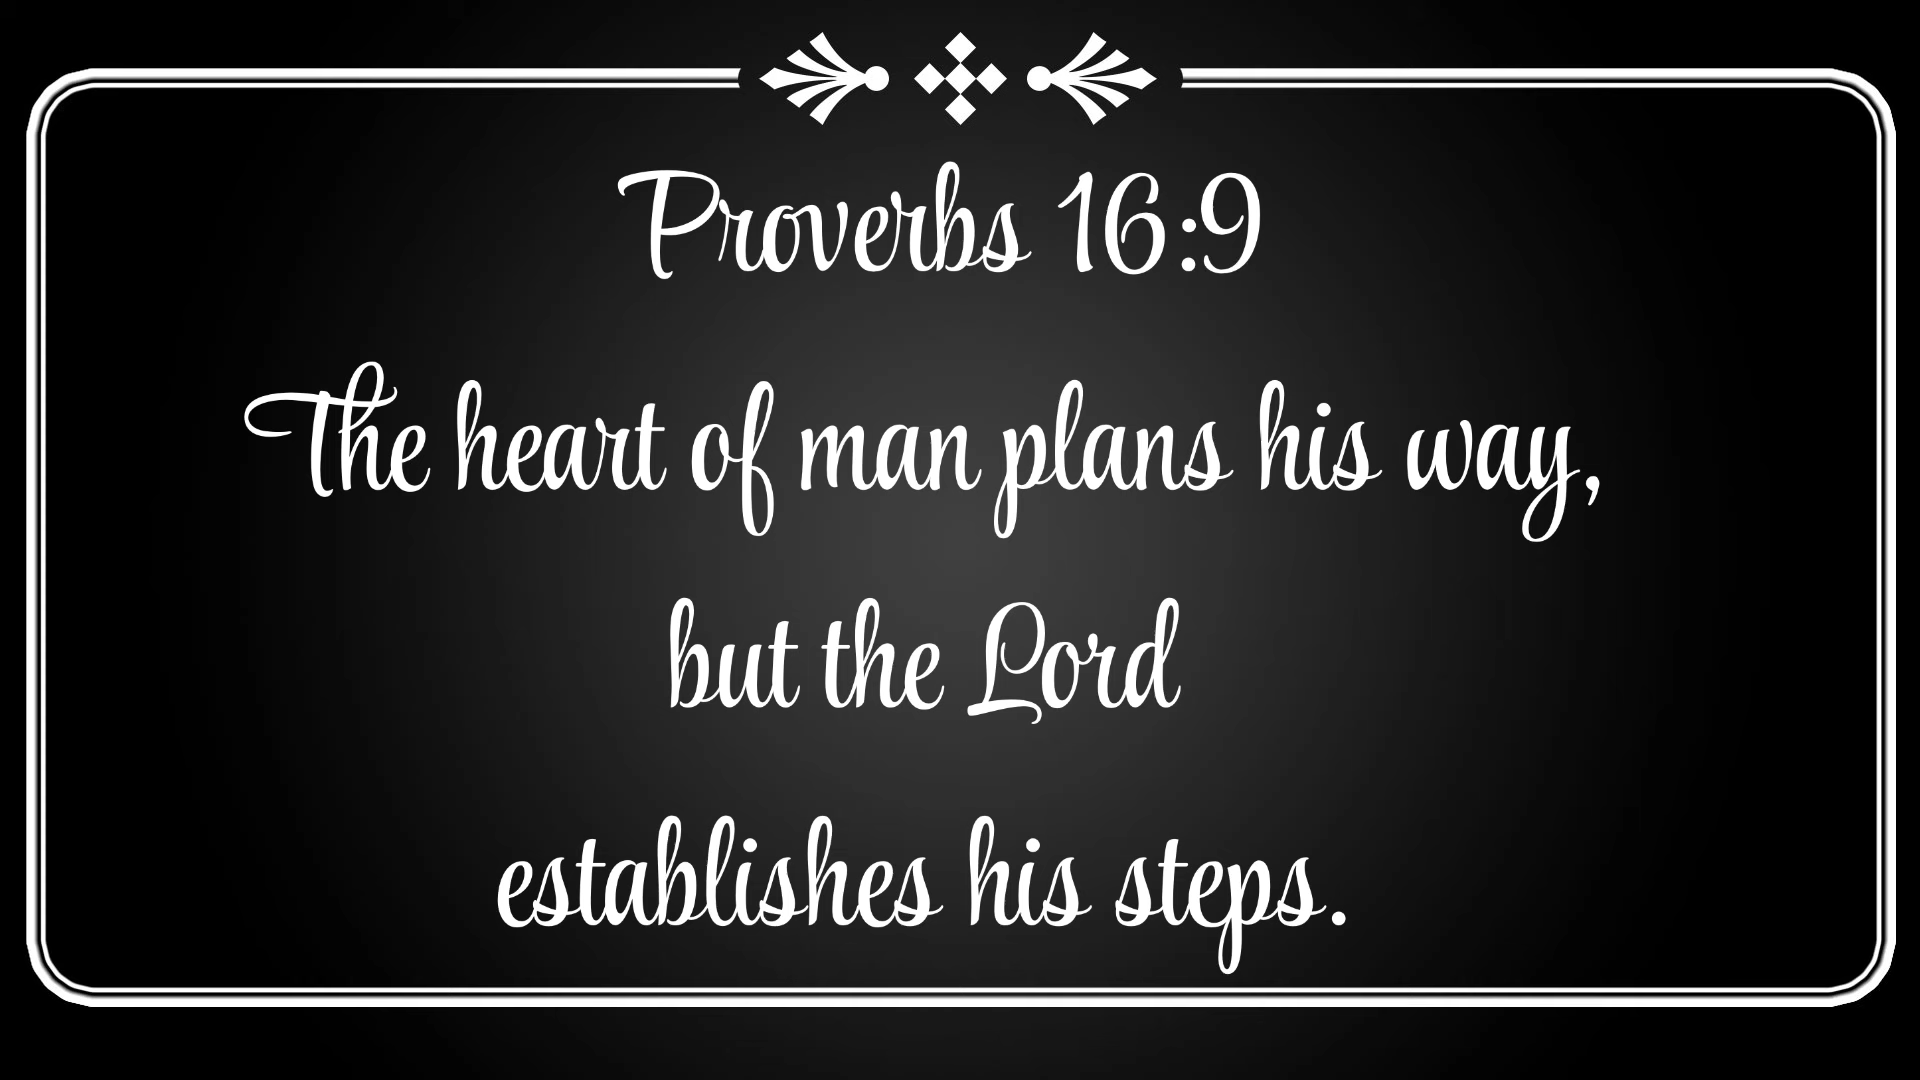 Proverbs 16:9
The heart of man plans his way,
but the Lord
establishes his steps.